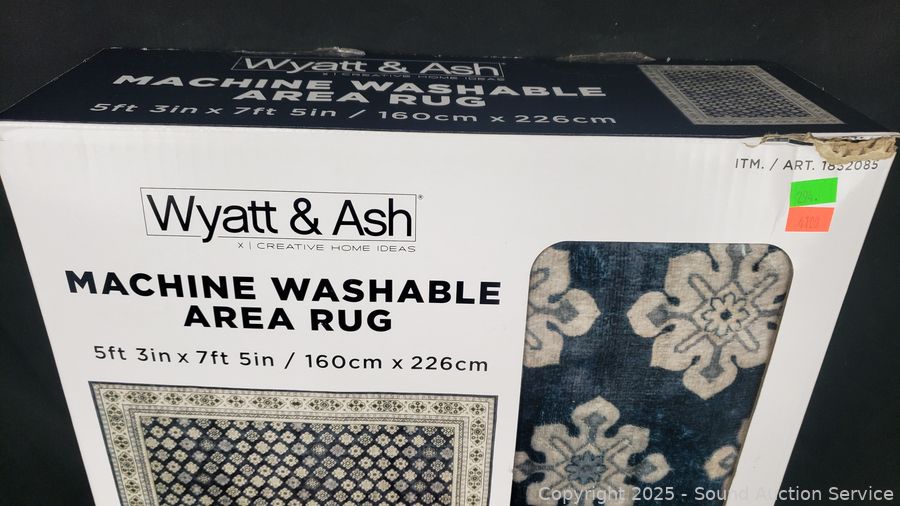 Wyatt & Ash
X | CREATIVE HOME IDEAS
MACHINE WASHABLE
AREA RUG
5ft 3in x 7ft 5in / 160cm x 226cm
ITM. / ART. 1832085
Wyatt & Ash®
X | CREATIVE HOME IDEAS
MACHINE WASHABLE
AREA RUG
5ft 3in x 7ft 5in / 160cm x 226cm
Copyright 2025 - Sound Auction Service